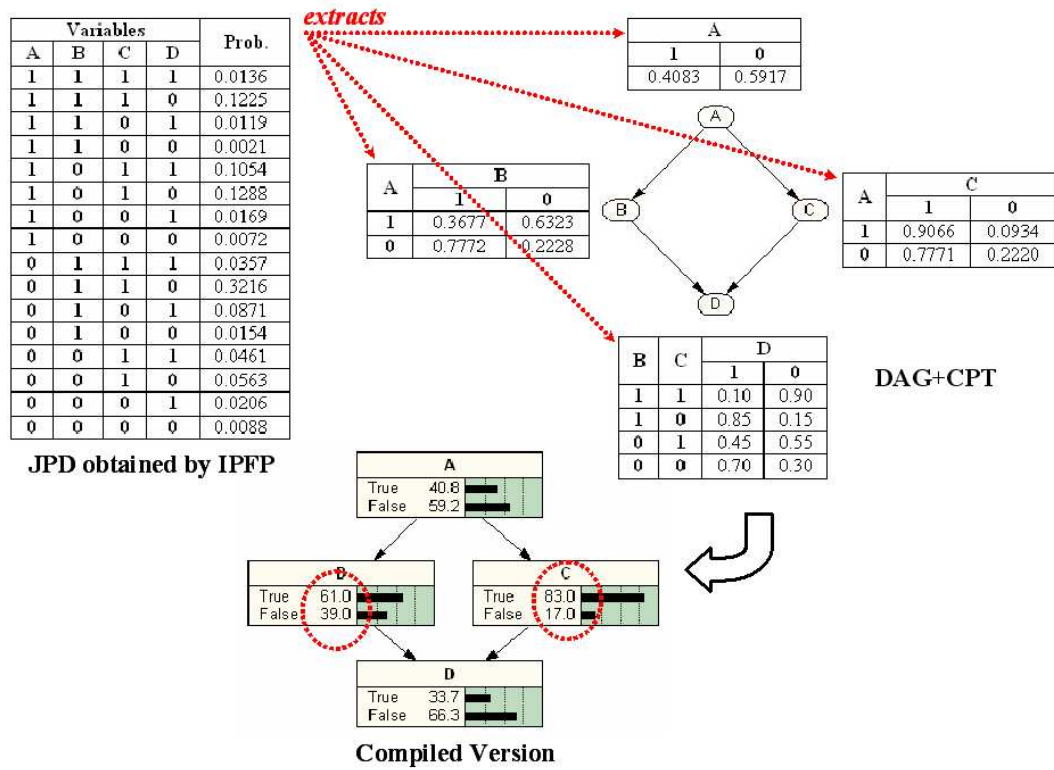 Variables Prob.
A B C D
1 1 1 1 0.0136
1 1 1 0 0.1225
1 1 0 1 0.0119
1 1 0 0 0.0021
1 0 1 1 0.1054
1 0 1 0 0.1288
1 0 0 1 0.0169
1 0 0 0 0.0072
0 1 1 1 0.0357
0 1 1 0 0.3216
0 1 0 1 0.0871
0 1 0 0 0.0154
0 0 1 1 0.0461
0 0 1 0 0.0563
0 0 0 1 0.0206
0 0 0 0 0.0088
JPD obtained by IPFP
extracts
A
1 0
0.4083 0.5917
A B
1 0
1 0.3677 0.6323
0 0.7772 0.2228
A
B C
D
A C
1 0
1 0.9066 0.0934
0 0.7771 0.2220
B C D
1 0
1 1 0.10 0.90
1 0 0.85 0.15
0 1 0.45 0.55
0 0 0.70 0.30
DAG+CPT
A
True 40.8
False 59.2
B
True 61.0
False 39.0
C
True 83.0
False 17.0
D
True 33.7
False 66.3
Compiled Version